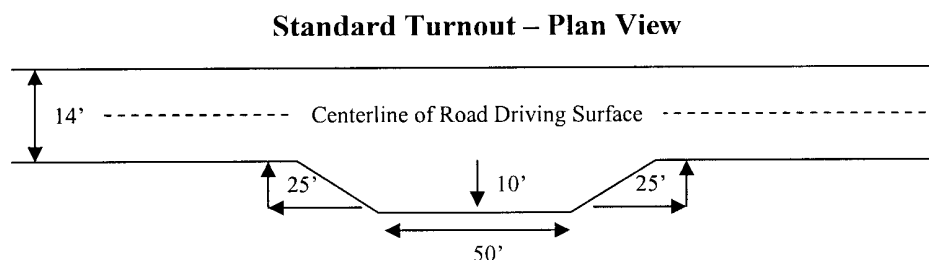 Standard Turnout – Plan View
14’
Centerline of Road Driving Surface
25’
10’
25’
50’